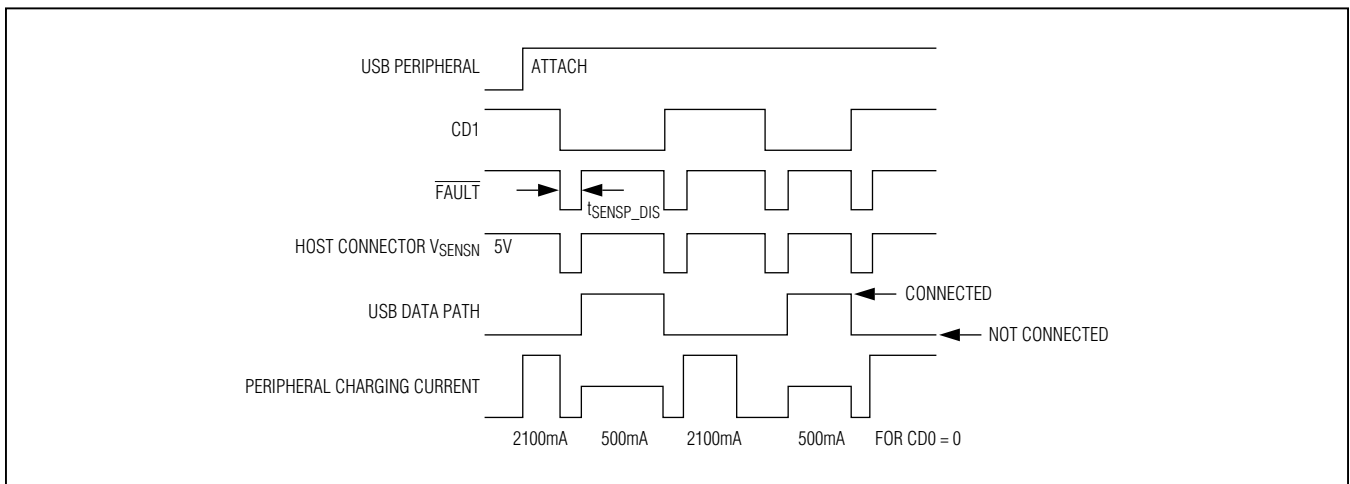 USB PERIPHERAL
ATTACH
CD1
FAULT
tSENSP_DIS
HOST CONNECTOR VSENSN 5V
CONNECTED
USB DATA PATH
NOT CONNECTED
PERIPHERAL CHARGING CURRENT
2100mA 500mA 2100mA 500mA FOR CD0 = 0